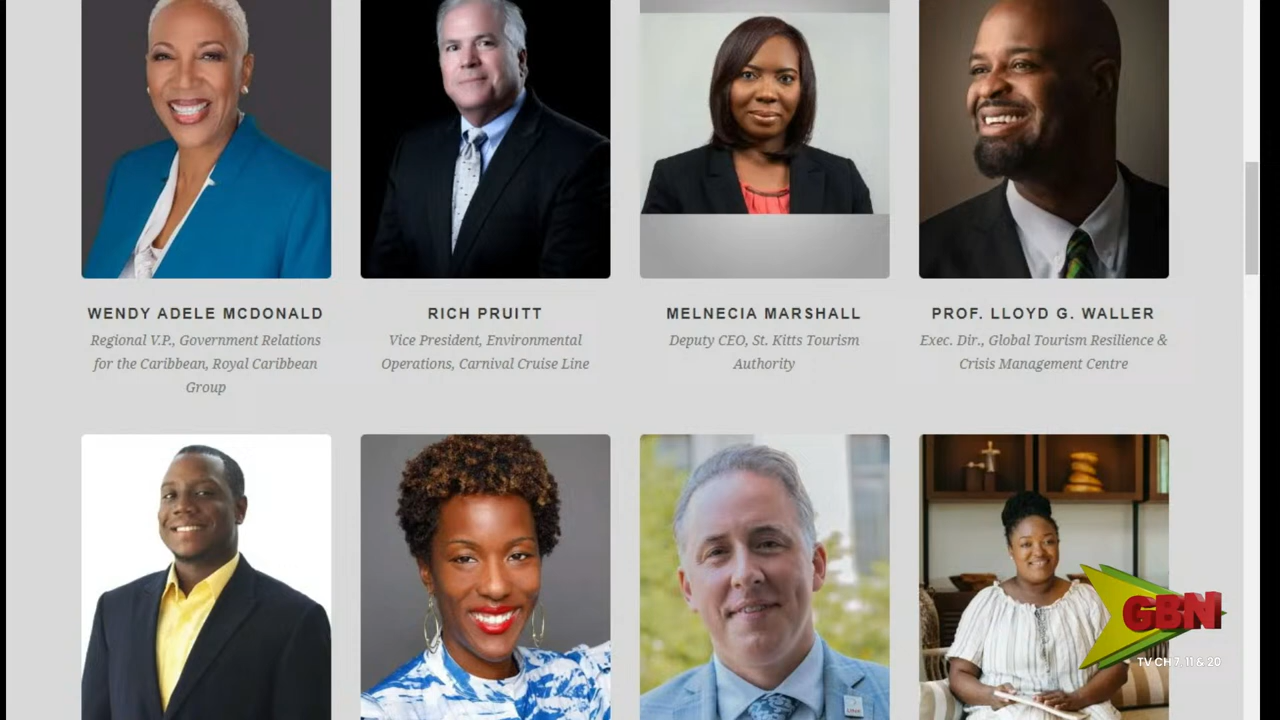 WENDY ADELE MCDONALD
Regional V.P., Government Relations
for the Caribbean, Royal Caribbean
Group
RICH PRUITT
Vice President, Environmental
Operations, Carnival Cruise Line
MELNECIA MARSHALL
Deputy CEO, St. Kitts Tourism
Authority
PROF. LLOYD G. WALLER
Exec. Dir., Global Tourism Resilience &
Crisis Management Centre
GBN
TV CH 7, 11 & 20